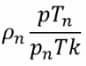 ρₙ pTₙ / pₙTk